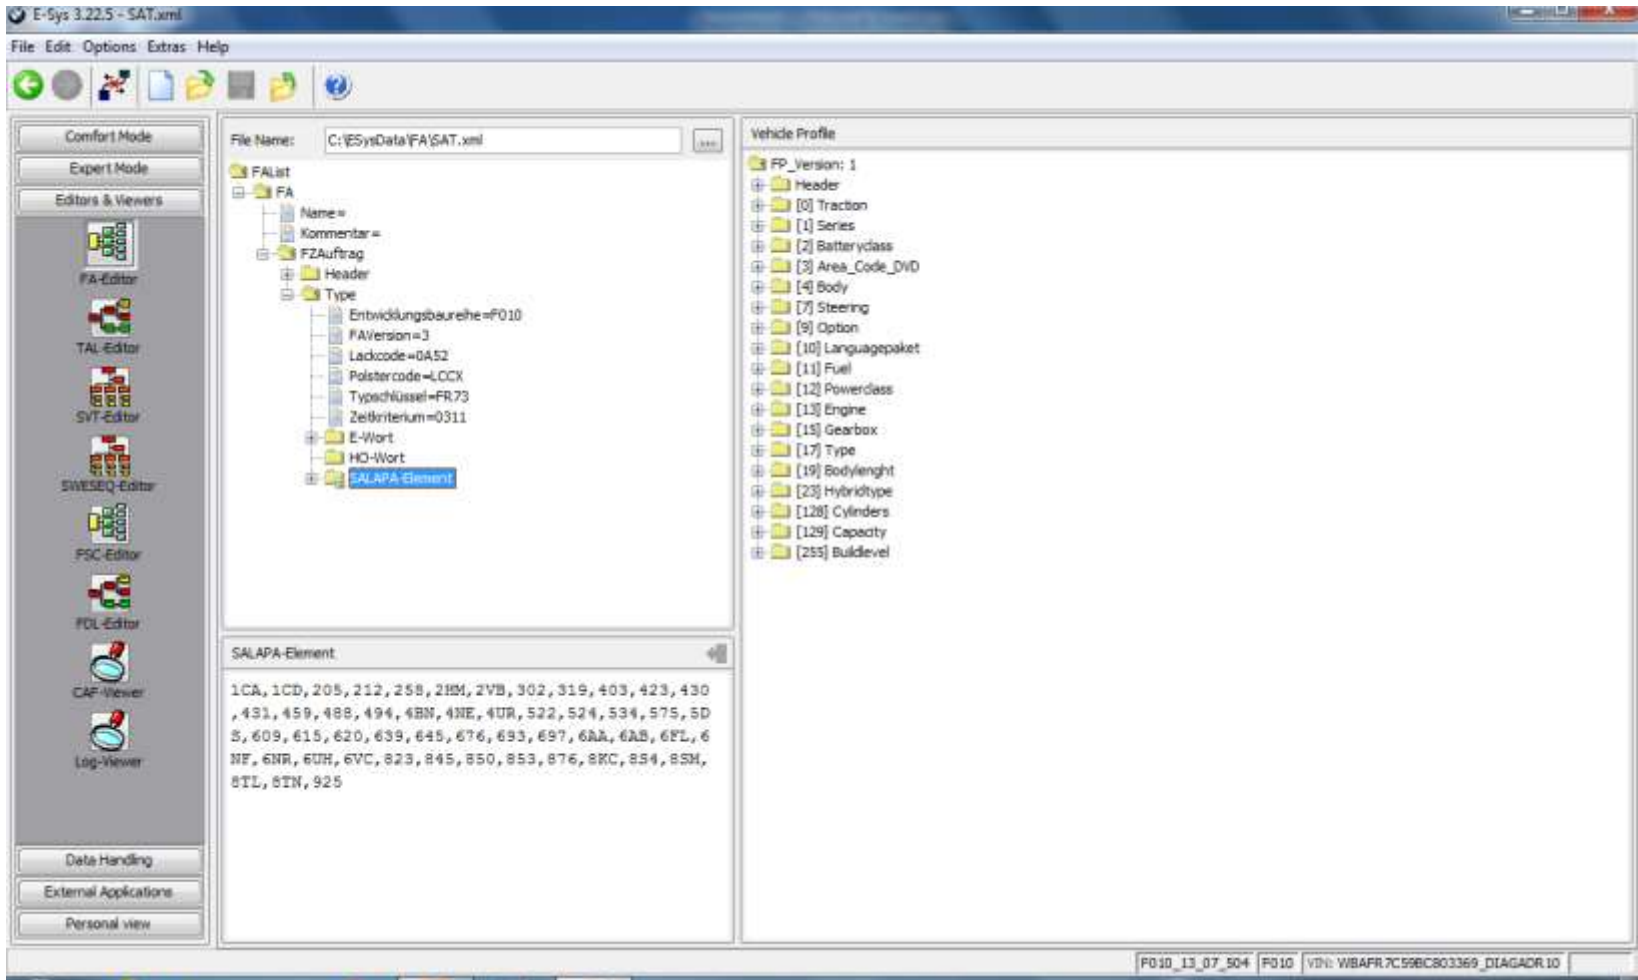 E-Sys 3.22.5 - SAT.xml
File Edit Options Extras Help
Comfort Mode
Expert Mode
Editors & Viewers
FA-Editor
TAL-Editor
SVT-Editor
SWESEQ-Editor
FSC-Editor
FDL-Editor
CAF-Viewer
Log-Viewer
Data Handling
External Applications
Personal view
File Name: C:\ESysData\FA\SAT.xml ...
FAList
FA
Name=
Kommentar=
FZAuftrag
Header
Type
Entwicklungsbaureihe=F010
FAVersion=3
Lackcode=0A52
Polstercode=LCCX
Typschlüssel=FR73
Zeitkriterium=0311
E-Wort
HO-Wort
SALAPA-Element
SALAPA-Element
1CA,1CD,205,212,258,2HM,2VB,302,319,403,423,430
,431,459,488,494,4BN,4NE,4UR,522,524,534,575,5D
S,609,615,620,639,645,676,693,697,6AA,6AB,6FL,6
NF,6NR,6UH,6VC,823,845,850,853,876,8KC,8S4,8SM,
8TL,8TN,925
Vehicle Profile
FP_Version: 1
Header
[0] Traction
[1] Series
[2] Batteryclass
[3] Area_Code_DVD
[4] Body
[7] Steering
[9] Option
[10] Languagepaket
[11] Fuel
[12] Powerclass
[13] Engine
[15] Gearbox
[17] Type
[19] Bodylenght
[23] Hybridtype
[128] Cylinders
[129] Capacity
[255] Buildlevel
F010_13_07_504 F010 VIN: WBAFR7C59BC803369_DIAGADR10